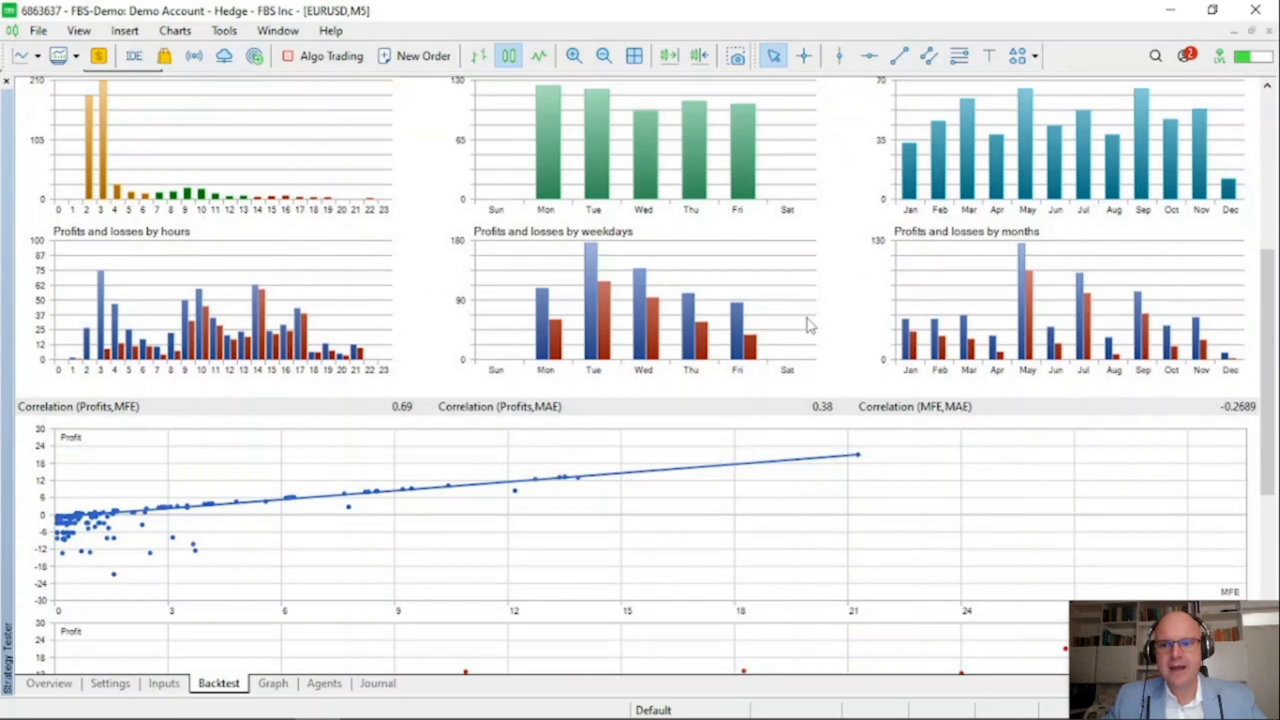 6863637 - FBS-Demo: Demo Account - Hedge - FBS Inc - [EURUSD,M5]
File View Insert Charts Tools Window Help
IDE Algo Trading New Order 2
210 105 0
0 1 2 3 4 5 6 7 8 9 10 11 12 13 14 15 16 17 18 19 20 21 22 23
130 65 0
Sun Mon Tue Wed Thu Fri Sat
70 35 0
Jan Feb Mar Apr May Jun Jul Aug Sep Oct Nov Dec
Profits and losses by hours
100 87 75 62 50 37 25 12 0
0 1 2 3 4 5 6 7 8 9 10 11 12 13 14 15 16 17 18 19 20 21 22 23
Profits and losses by weekdays
180 90 0
Sun Mon Tue Wed Thu Fri Sat
Profits and losses by months
130 0
Jan Feb Mar Apr May Jun Jul Aug Sep Oct Nov Dec
Correlation (Profits,MFE) 0.69 Correlation (Profits,MAE) 0.38 Correlation (MFE,MAE) -0.2689
Profit
30 24 18 12 6 0 -6 -12 -18 -24 -30
MFE
0 3 6 9 12 15 18 21 24
Profit
30 24 18
Strategy Tester
Overview Settings Inputs Backtest Graph Agents Journal
Default